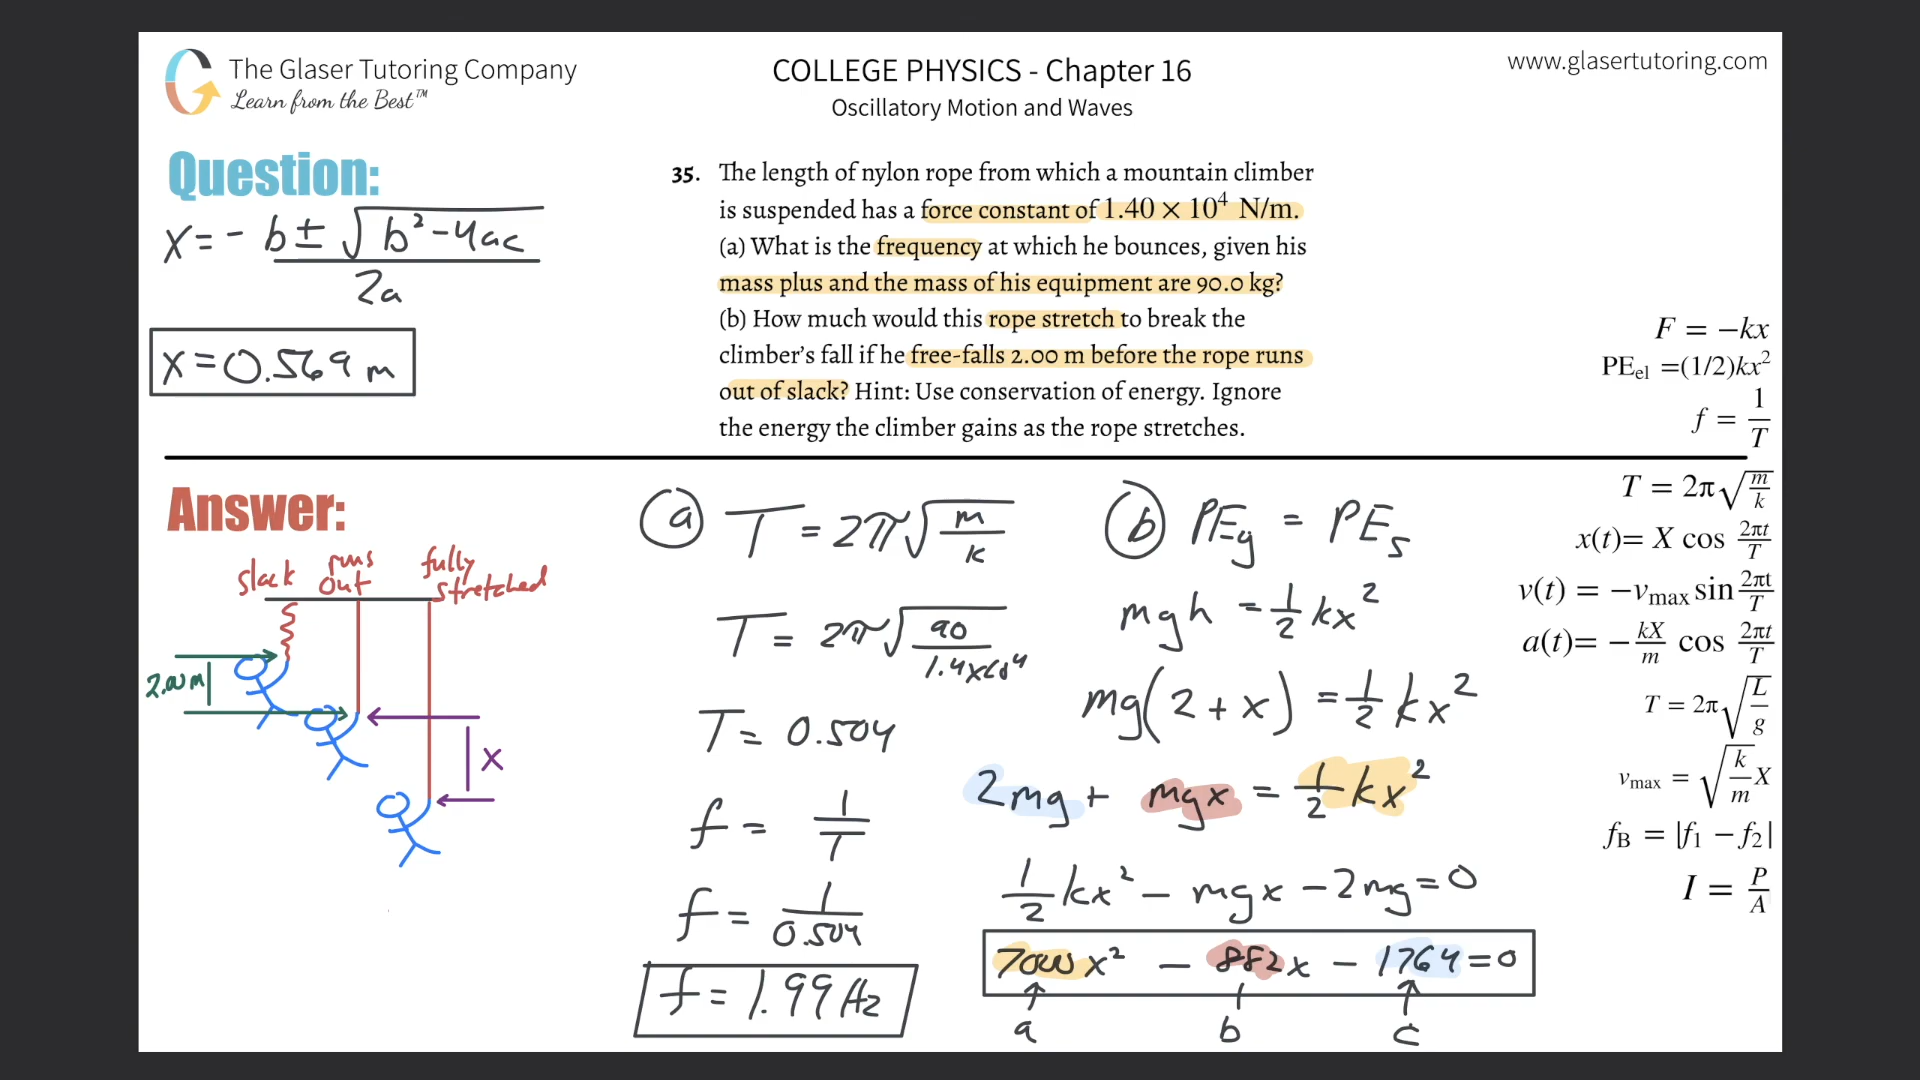 The Glaser Tutoring Company
Learn from the Best™
COLLEGE PHYSICS - Chapter 16
Oscillatory Motion and Waves
www.glasertutoring.com
Question:
x = -b ± √(b² - 4ac) / 2a
x = 0.569 m
35. The length of nylon rope from which a mountain climber
is suspended has a force constant of 1.40 × 10⁴ N/m.
(a) What is the frequency at which he bounces, given his
mass plus and the mass of his equipment are 90.0 kg?
(b) How much would this rope stretch to break the
climber’s fall if he free-falls 2.00 m before the rope runs
out of slack? Hint: Use conservation of energy. Ignore
the energy the climber gains as the rope stretches.
F = −kx
PEel =(1/2)kx²
f = 1/T
T = 2π√(m/k)
x(t)= X cos 2πt/T
v(t) = −vmax sin 2πt/T
a(t)= −kX/m cos 2πt/T
T = 2π√(L/g)
vmax = √(k/m)X
fB = |f1 − f2|
I = P/A
Answer:
slack runs out fully stretched
2.00m
x
(a) T = 2π√(m/k)
T = 2π√(90/1.4x10⁴)
T = 0.504
f = 1/T
f = 1/0.504
f = 1.99 Hz
(b) PEg = PEs
mgh = 1/2 kx²
mg(2 + x) = 1/2 kx²
2mg + mgx = 1/2 kx²
1/2 kx² - mgx - 2mg = 0
7000x² - 882x - 1764 = 0
a b c